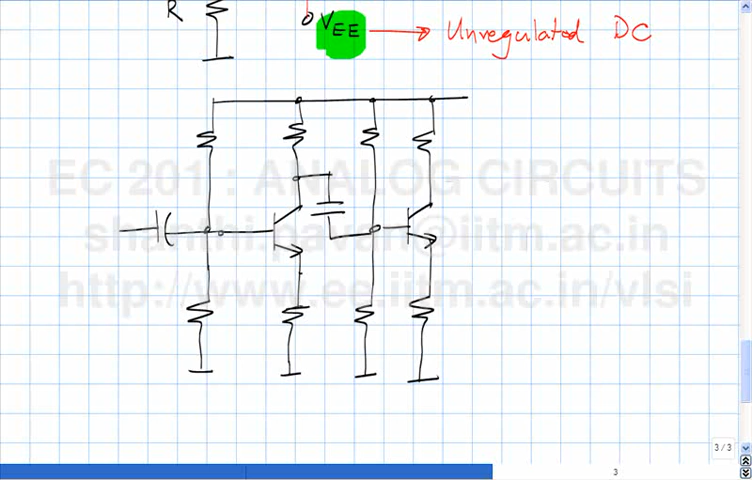 R
VEE → Unregulated DC
EC 201 : ANALOG CIRCUITS
shanthi.pavan@iitm.ac.in
http://www.ee.iitm.ac.in/vlsi
3/3
3